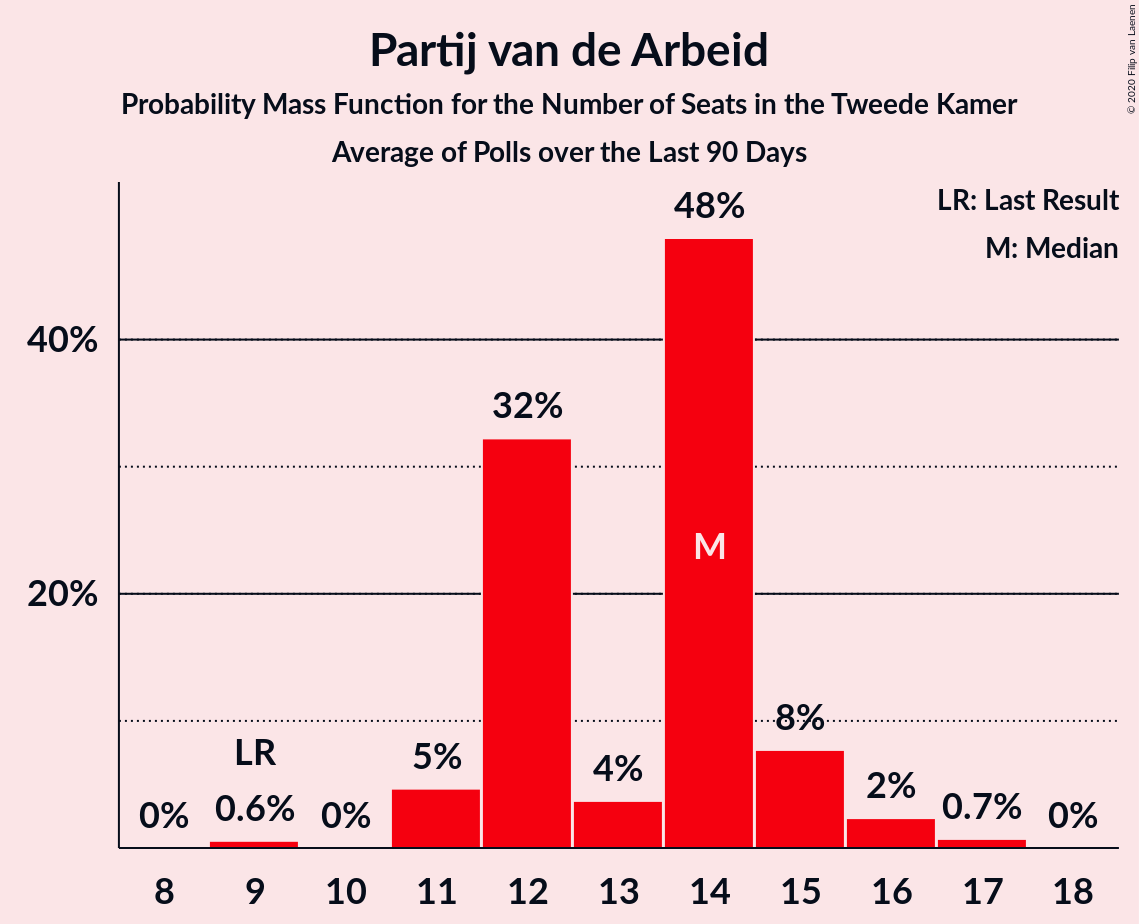 Partij van de Arbeid
Probability Mass Function for the Number of Seats in the Tweede Kamer
Average of Polls over the Last 90 Days
© 2020 Filip van Laenen
LR: Last Result
M: Median
48%
40%
32%
M
20%
8%
LR
5%
4%
2%
0%
0.6%
0%
0.7%
0%
8 9 10 11 12 13 14 15 16 17 18